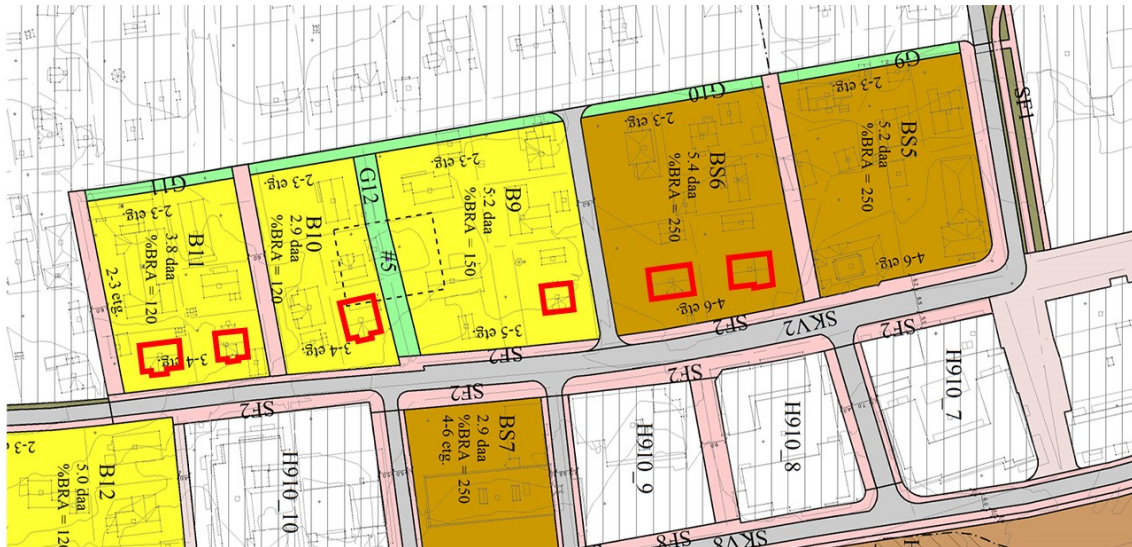 G9
2-3 etg.
BS5
5.2 daa
%BRA = 250
4-6 etg.
SF1
G10
2-3 etg.
BS6
5.4 daa
%BRA = 250
4-6 etg.
G12
2-3 etg.
B9
5.2 daa
%BRA = 150
3-5 etg.
#5
2-3 etg.
B10
2.9 daa
%BRA = 120
3-4 etg.
G11
2-3 etg.
B11
3.8 daa
%BRA = 120
2-3 etg.
3-4 etg.
SF2
SKV2
SF2
SF2
SF2
SF2
SF2
H910_7
H910_8
H910_9
BS7
2.9 daa
%BRA = 250
4-6 etg.
H910_10
2-3
B12
5.0 daa
%BRA = 120
SF8
SKV8